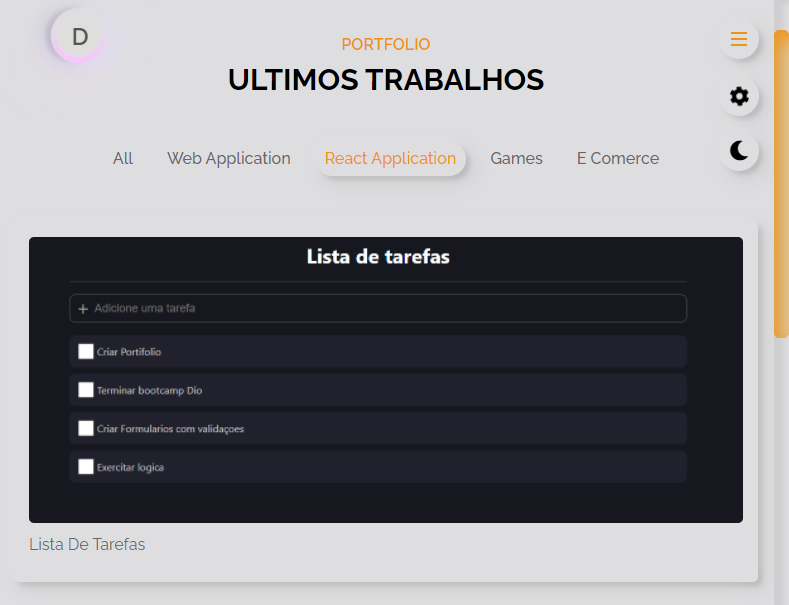 D
PORTFOLIO
ULTIMOS TRABALHOS
All Web Application React Application Games E Comerce
Lista de tarefas
+ Adicione uma tarefa
Criar Portifolio
Terminar bootcamp Dio
Criar Formularios com validaçoes
Exercitar logica
Lista De Tarefas